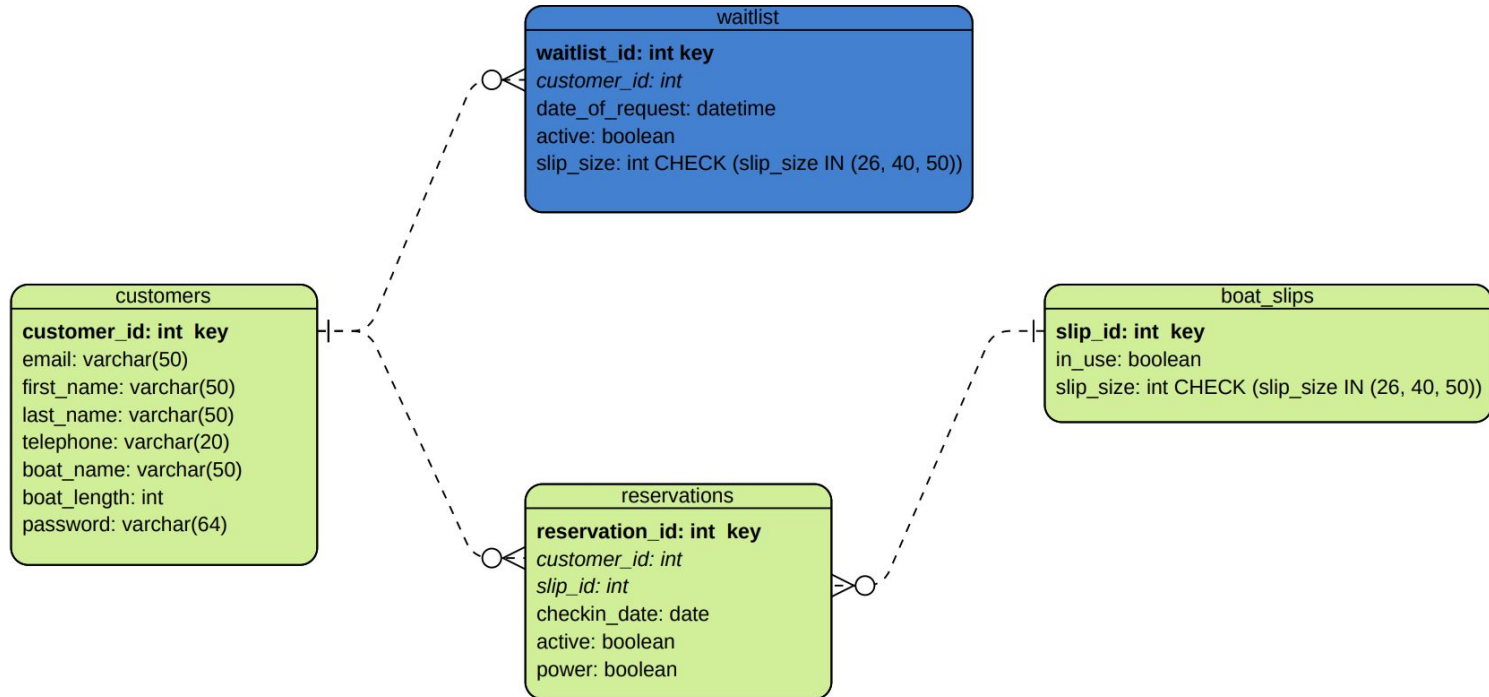 waitlist
waitlist_id: int key
customer_id: int
date_of_request: datetime
active: boolean
slip_size: int CHECK (slip_size IN (26, 40, 50))
customers
customer_id: int  key
email: varchar(50)
first_name: varchar(50)
last_name: varchar(50)
telephone: varchar(20)
boat_name: varchar(50)
boat_length: int
password: varchar(64)
boat_slips
slip_id: int  key
in_use: boolean
slip_size: int CHECK (slip_size IN (26, 40, 50))
reservations
reservation_id: int  key
customer_id: int
slip_id: int
checkin_date: date
active: boolean
power: boolean